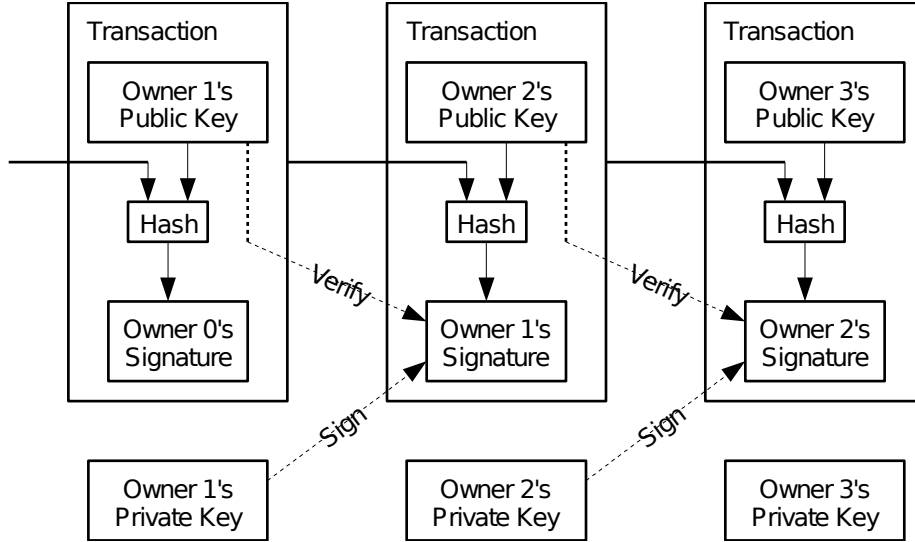 Transaction
Owner 1's
Public Key
Hash
Verify
Owner 0's
Signature
Sign
Owner 1's
Private Key
Transaction
Owner 2's
Public Key
Hash
Verify
Owner 1's
Signature
Sign
Owner 2's
Private Key
Transaction
Owner 3's
Public Key
Hash
Owner 2's
Signature
Owner 3's
Private Key